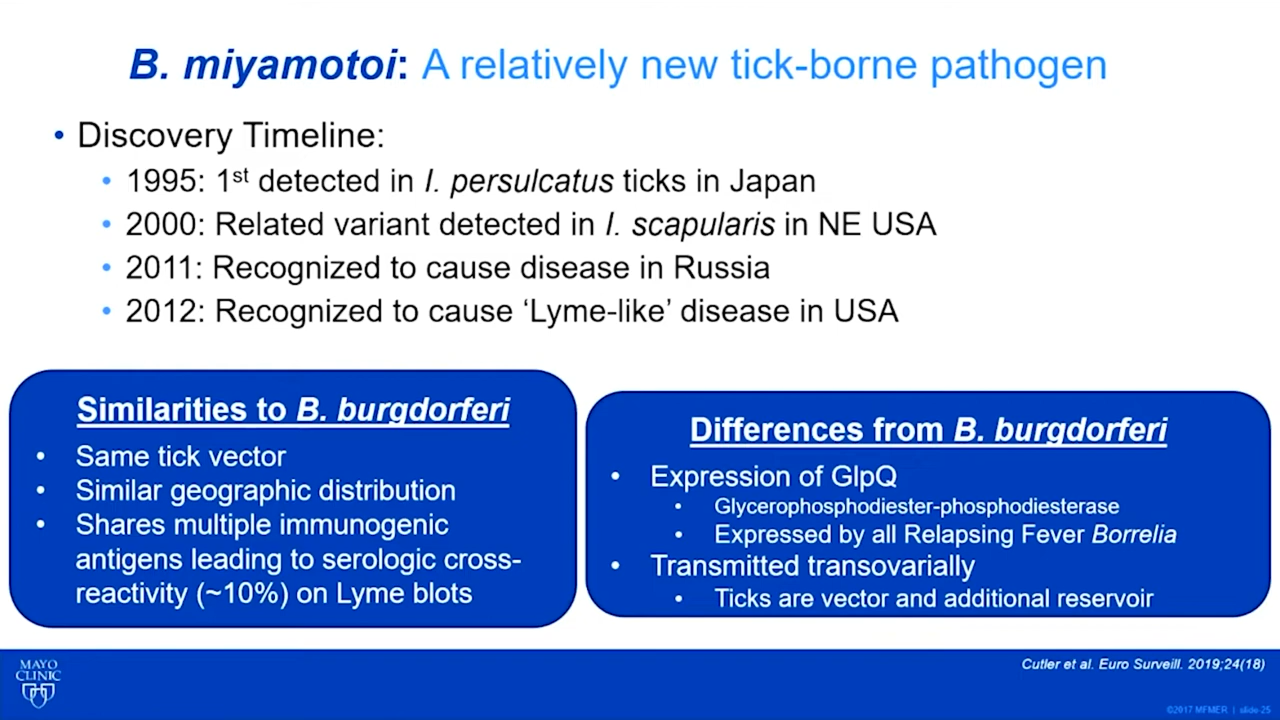 B. miyamotoi: A relatively new tick-borne pathogen
• Discovery Timeline:
• 1995: 1st detected in I. persulcatus ticks in Japan
• 2000: Related variant detected in I. scapularis in NE USA
• 2011: Recognized to cause disease in Russia
• 2012: Recognized to cause ‘Lyme-like’ disease in USA
Similarities to B. burgdorferi
• Same tick vector
• Similar geographic distribution
• Shares multiple immunogenic
antigens leading to serologic cross-
reactivity (~10%) on Lyme blots
Differences from B. burgdorferi
• Expression of GlpQ
• Glycerophosphodiester-phosphodiesterase
• Expressed by all Relapsing Fever Borrelia
• Transmitted transovarially
• Ticks are vector and additional reservoir
MAYO
CLINIC
Cutler et al. Euro Surveill. 2019;24(18)
©2017 MFMER | slide-25